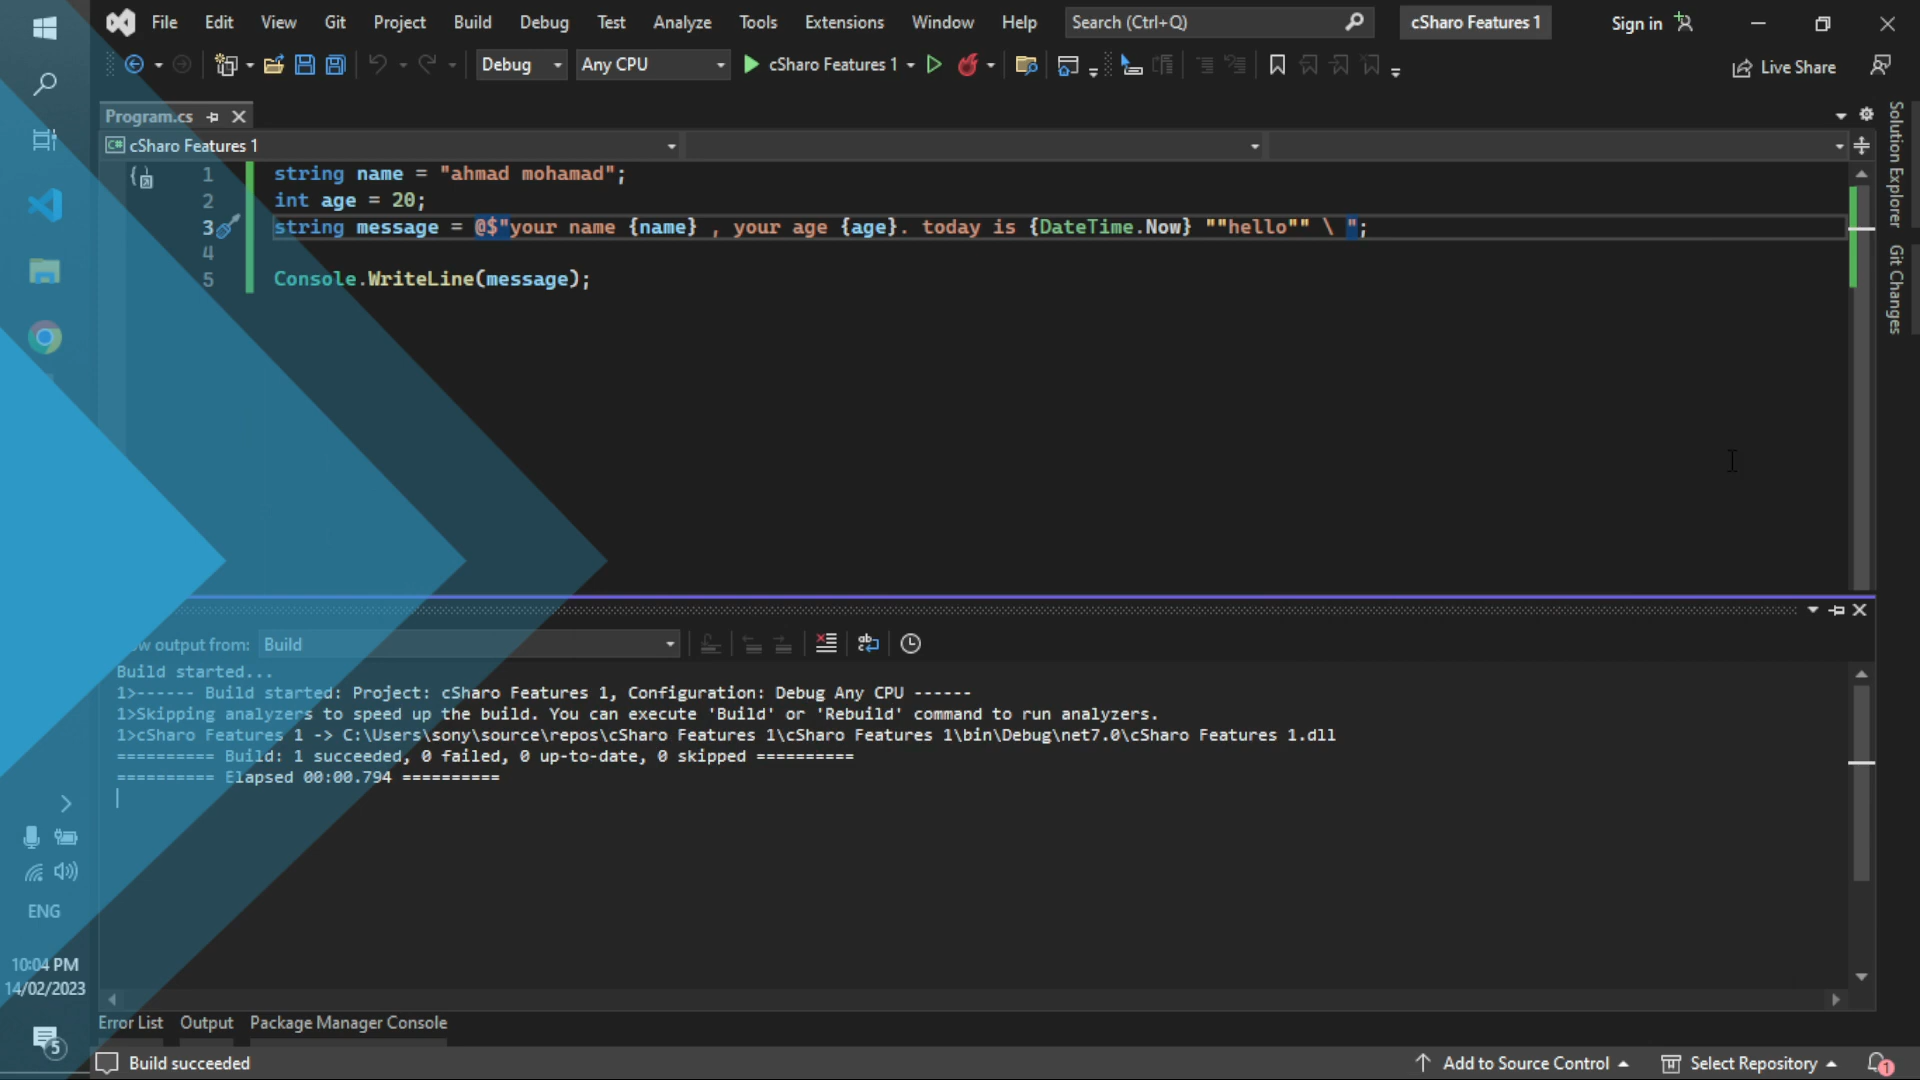 File Edit View Git Project Build Debug Test Analyze Tools Extensions Window Help Search (Ctrl+Q) cSharo Features 1 Sign in
Debug Any CPU cSharo Features 1 Live Share
Program.cs
C# cSharo Features 1
1 string name = "ahmad mohamad";
2 int age = 20;
3 string message = @$"your name {name} , your age {age}. today is {DateTime.Now} ""hello"" \ ";
4
5 Console.WriteLine(message);
Solution Explorer
Git Changes
output from: Build
Build started...
1>------ Build started: Project: cSharo Features 1, Configuration: Debug Any CPU ------
1>Skipping analyzers to speed up the build. You can execute 'Build' or 'Rebuild' command to run analyzers.
1>cSharo Features 1 -> C:\Users\sony\source\repos\cSharo Features 1\cSharo Features 1\bin\Debug\net7.0\cSharo Features 1.dll
========== Build: 1 succeeded, 0 failed, 0 up-to-date, 0 skipped ==========
========== Elapsed 00:00.794 ==========
ENG
10:04 PM
14/02/2023
5
Error List Output Package Manager Console
Build succeeded Add to Source Control Select Repository 1